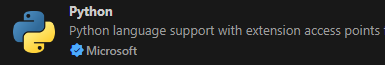 Python
Python language support with extension access points
Microsoft